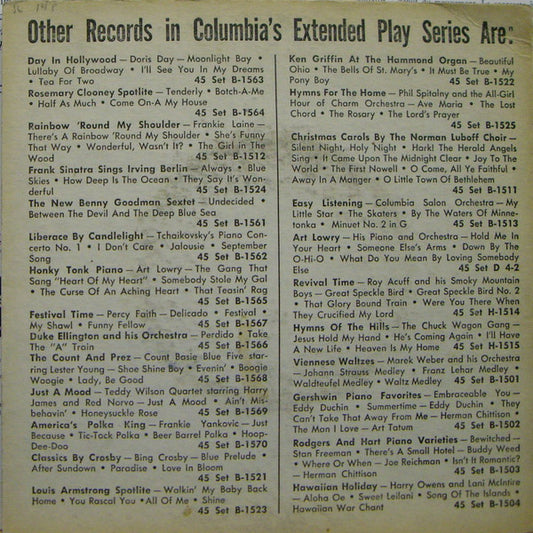 Other Records in Columbia's Extended Play Series Are:
Day In Hollywood — Doris Day — Moonlight Bay •
Lullaby Of Broadway • I'll See You In My Dreams
• Tea For Two 45 Set B-1563
Rosemary Clooney Spotlite — Tenderly • Botch-A-Me
• Half As Much • Come On-A My House
45 Set B-1564
Rainbow 'Round My Shoulder — Frankie Laine —
There's A Rainbow 'Round My Shoulder • She's Funny
That Way • Wonderful, Wasn't It? • The Girl in The
Wood 45 Set B-1512
Frank Sinatra Sings Irving Berlin — Always • Blue
Skies • How Deep Is The Ocean • They Say It's Won-
derful 45 Set B-1524
The New Benny Goodman Sextet — Undecided •
Between The Devil And The Deep Blue Sea
45 Set B-1561
Liberace By Candlelight — Tchaikovsky's Piano Con-
certo No. 1 • I Don't Care • Jalousie • September
Song 45 Set B-1562
Honky Tonk Piano — Art Lowry — The Gang That
Sang "Heart Of My Heart" • Somebody Stole My Gal
• The Curse Of An Aching Heart • That Teasin' Rag
45 Set B-1565
Festival Time — Percy Faith — Delicado • Festival •
My Shawl • Funny Fellow 45 Set B-1567
Duke Ellington and his Orchestra — Perdido • Take
The "A" Train 45 Set B-1566
The Count And Prez — Count Basie Blue Five star-
ring Lester Young — Shoe Shine Boy • Evenin' • Boogie
Woogie • Lady, Be Good 45 Set B-1568
Just A Mood — Teddy Wilson Quartet starring Harry
James and Red Norvo — Just A Mood • Ain't Mis-
behavin' • Honeysuckle Rose 45 Set B-1569
America's Polka King — Frankie Yankovic — Just
Because • Tic-Tock Polka • Beer Barrel Polka • Hoop-
Dee-Doo 45 Set B-1570
Classics By Crosby — Bing Crosby — Blue Prelude •
After Sundown • Paradise • Love In Bloom
45 Set B-1521
Louis Armstrong Spotlite — Walkin' My Baby Back
Home • You Rascal You • All Of Me • Shine
45 Set B-1523
Ken Griffin At The Hammond Organ — Beautiful
Ohio • The Bells Of St. Mary's • It Must Be True • My
Pony Boy 45 Set B-1522
Hymns For The Home — Phil Spitalny and the All-Girl
Hour of Charm Orchestra — Ave Maria • The Lost
Chord • The Rosary • The Lord's Prayer
45 Set B-1525
Christmas Carols By The Norman Luboff Choir —
Silent Night, Holy Night • Hark! The Herald Angels
Sing • It Came Upon The Midnight Clear • Joy To The
World • The First Nowell • O Come, All Ye Faithful •
Away In A Manger • O Little Town Of Bethlehem
45 Set B-1511
Easy Listening — Columbia Salon Orchestra — My
Little Star • The Skaters • By The Waters Of Minne-
tonka • Minuet No. 2 in G 45 Set B-1513
Art Lowry — His Piano and Orchestra — Hold Me In
Your Heart • Someone Else's Arms • Down By The
O-Hi-O • What Do You Mean By Loving Somebody
Else 45 Set D 4-2
Revival Time — Roy Acuff and his Smoky Mountain
Boys — Great Speckle Bird • Great Speckle Bird No. 2
• That Glory Bound Train • Were You There When
They Crucified My Lord 45 Set H-1514
Hymns Of The Hills — The Chuck Wagon Gang —
Jesus Hold My Hand • He's Coming Again • I'll Have
A New Life • Heaven Is My Home 45 Set H-1515
Viennese Waltzes — Marek Weber and his Orchestra
— Johann Strauss Medley • Franz Lehar Medley •
Waldteufel Medley • Waltz Medley 45 Set B-1501
Gershwin Piano Favorites — Embraceable You —
Eddy Duchin • Summertime — Eddy Duchin • They
Can't Take That Away From Me — Herman Chittison •
The Man I Love — Art Tatum 45 Set B-1502
Rodgers And Hart Piano Varieties — Bewitched —
Stan Freeman • There's A Small Hotel — Buddy Weed
• Where Or When — Joe Reichman • Isn't It Romantic?
— Herman Chittison 45 Set B-1503
Hawaiian Holiday — Harry Owens and Lani McIntire
— Aloha Oe • Sweet Leilani • Song Of The Islands •
Hawaiian War Chant 45 Set B-1504